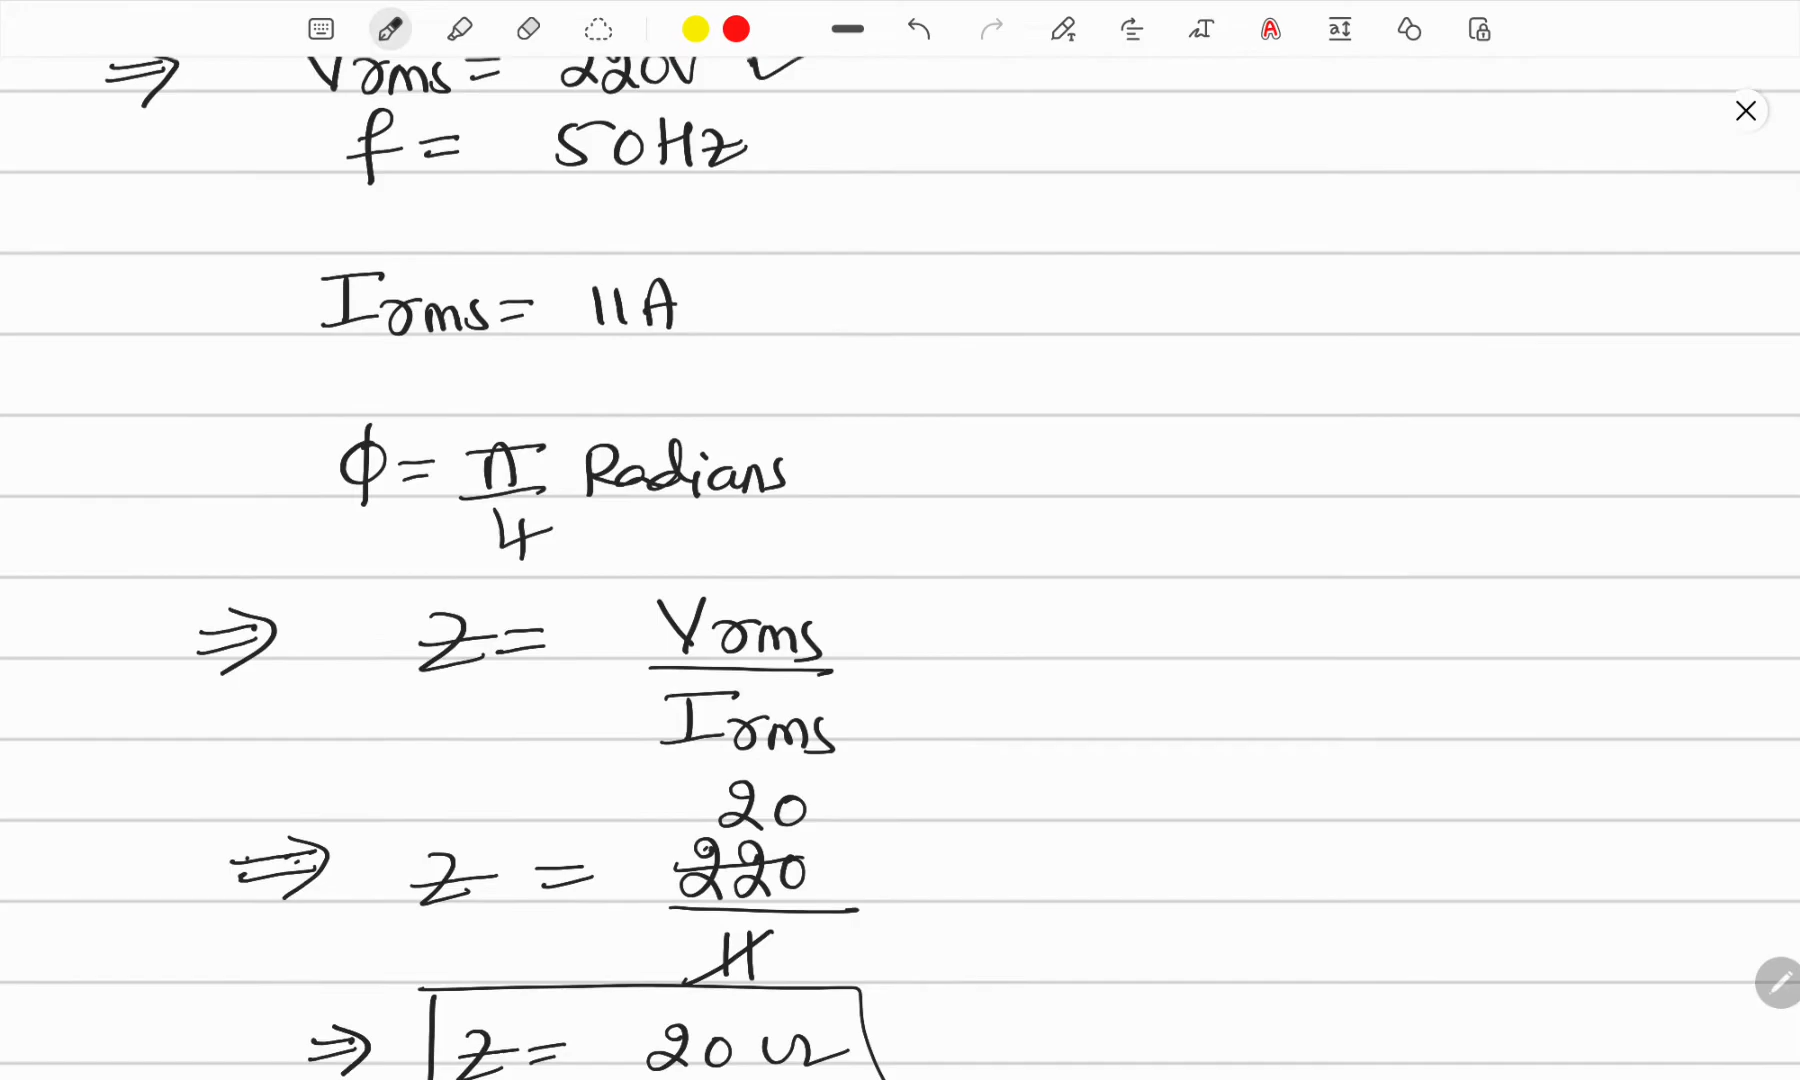 ⇒ Vrms = 220V ✓
f = 50Hz
Irms = 11A
ϕ = π/4 Radians
⇒ Z = Vrms/Irms
20
⇒ Z = 220/11
⇒ Z = 20 Ω